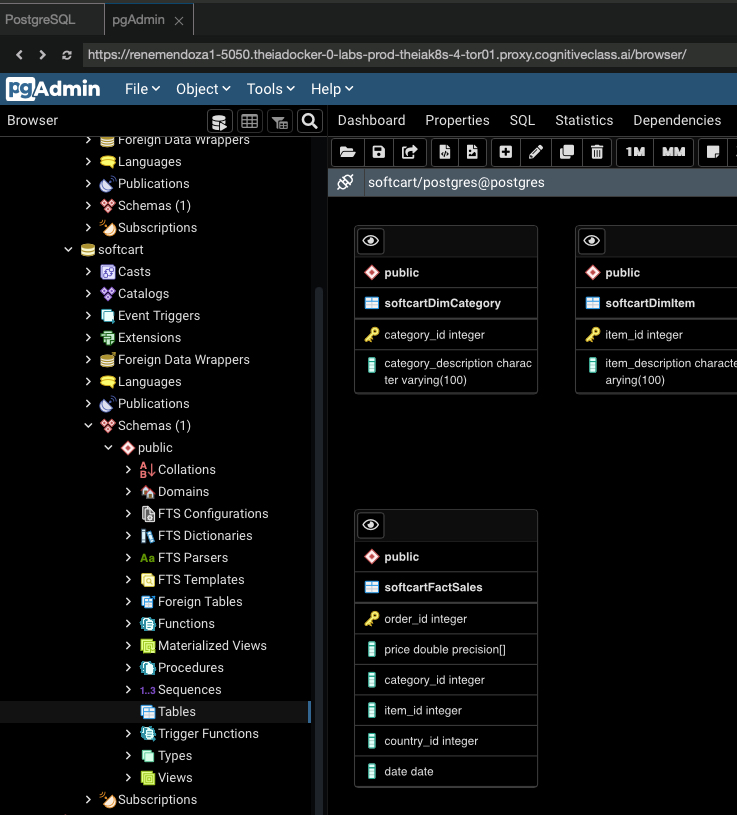 PostgreSQL
pgAdmin
https://renemendoza1-5050.theiadocker-0-labs-prod-theiak8s-4-tor01.proxy.cognitiveclass.ai/browser/
pgAdmin File Object Tools Help
Browser
Foreign Data Wrappers
Languages
Publications
Schemas (1)
Subscriptions
softcart
Casts
Catalogs
Event Triggers
Extensions
Foreign Data Wrappers
Languages
Publications
Schemas (1)
public
Collations
Domains
FTS Configurations
FTS Dictionaries
Aa FTS Parsers
FTS Templates
Foreign Tables
Functions
Materialized Views
Procedures
1..3 Sequences
Tables
Trigger Functions
Types
Views
Subscriptions
Dashboard Properties SQL Statistics Dependencies
1M MM
softcart/postgres@postgres
public
softcartDimCategory
category_id integer
category_description charac
ter varying(100)
public
softcartDimItem
item_id integer
item_description characte
arying(100)
public
softcartFactSales
order_id integer
price double precision[]
category_id integer
item_id integer
country_id integer
date date